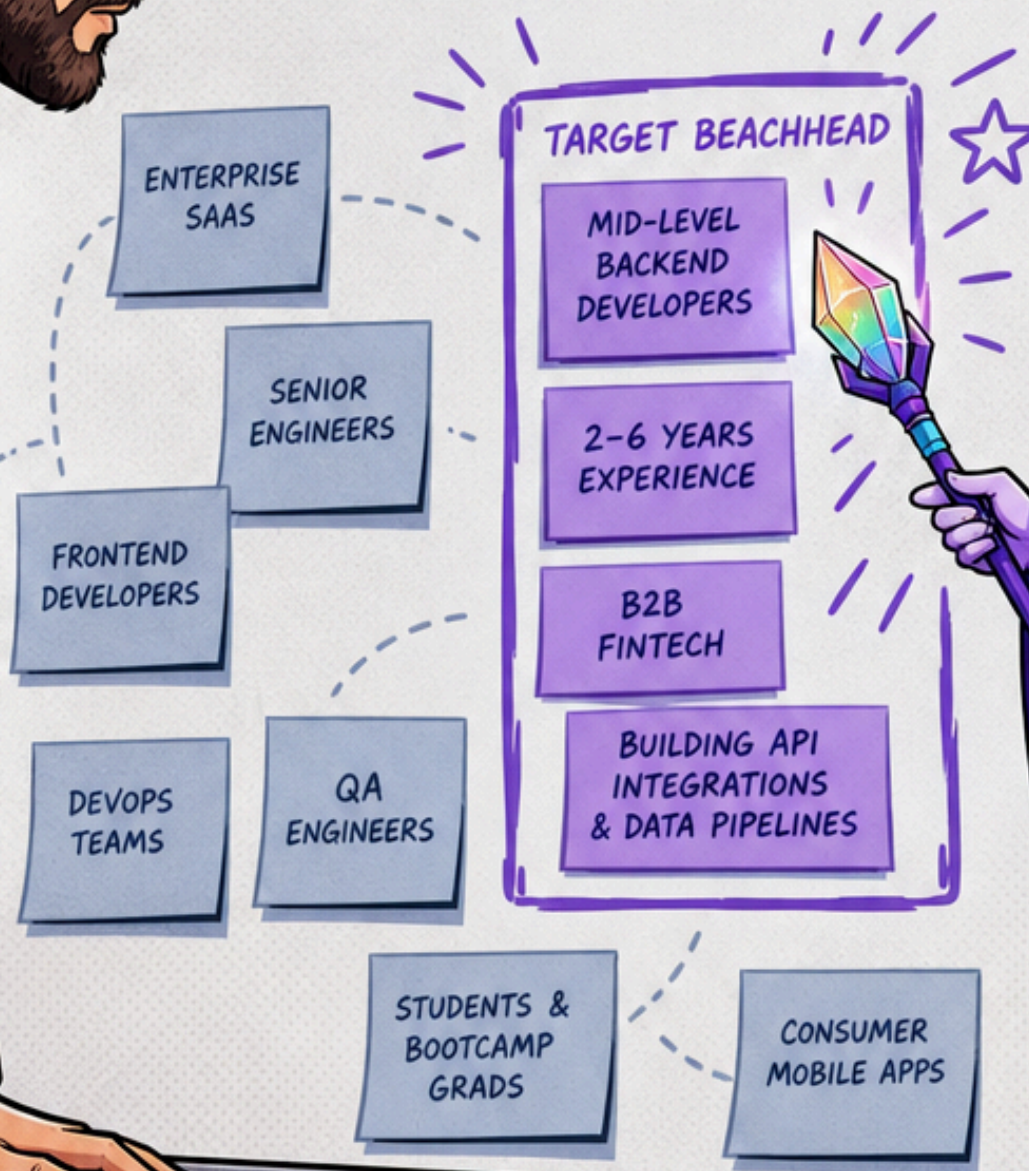 ENTERPRISE
SAAS
SENIOR
ENGINEERS
FRONTEND
DEVELOPERS
DEVOPS
TEAMS
QA
ENGINEERS
TARGET BEACHHEAD
MID-LEVEL
BACKEND
DEVELOPERS
2–6 YEARS
EXPERIENCE
B2B
FINTECH
BUILDING API
INTEGRATIONS
& DATA PIPELINES
STUDENTS &
BOOTCAMP
GRADS
CONSUMER
MOBILE APPS